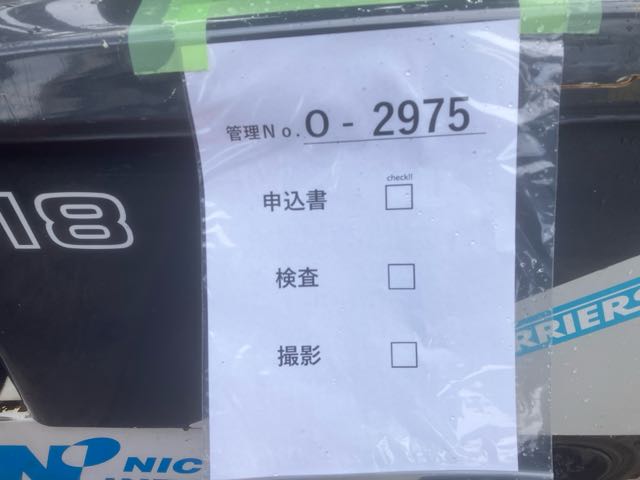 管理No. O - 2975
check!!
申込書 □
検査 □
撮影 □
18
RRIERS
N NIC